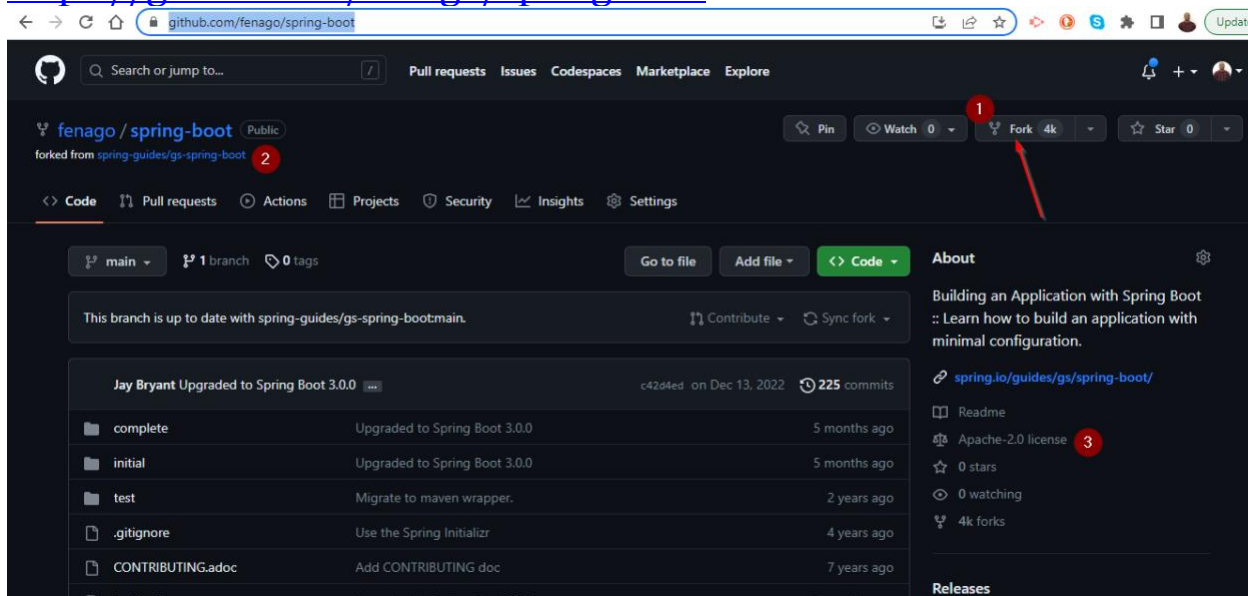 github.com/fenago/spring-boot
Update
Search or jump to... / Pull requests Issues Codespaces Marketplace Explore
1
fenago / spring-boot Public Pin Watch 0 Fork 4k Star 0
forked from spring-guides/gs-spring-boot 2
Code Pull requests Actions Projects Security Insights Settings
main 1 branch 0 tags Go to file Add file Code
This branch is up to date with spring-guides/gs-spring-boot:main. Contribute Sync fork
Jay Bryant Upgraded to Spring Boot 3.0.0 ... c42d4ed on Dec 13, 2022 225 commits
complete Upgraded to Spring Boot 3.0.0 5 months ago
initial Upgraded to Spring Boot 3.0.0 5 months ago
test Migrate to maven wrapper. 2 years ago
.gitignore Use the Spring Initializr 4 years ago
CONTRIBUTING.adoc Add CONTRIBUTING doc 7 years ago
About
Building an Application with Spring Boot
:: Learn how to build an application with
minimal configuration.
spring.io/guides/gs/spring-boot/
Readme
Apache-2.0 license 3
0 stars
0 watching
4k forks
Releases